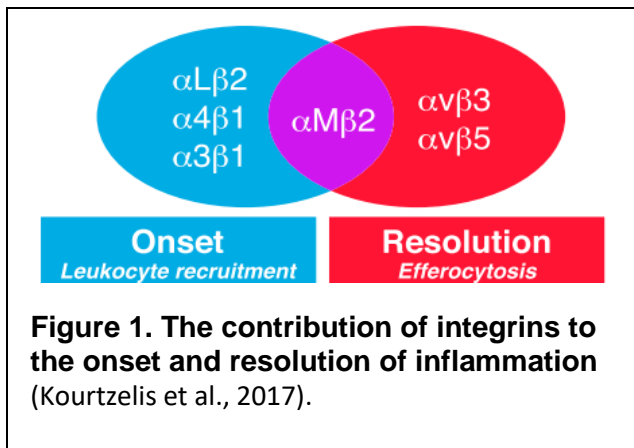 αLβ2
α4β1
α3β1
αMβ2
αvβ3
αvβ5
Onset
Leukocyte recruitment
Resolution
Efferocytosis
Figure 1. The contribution of integrins to
the onset and resolution of inflammation
(Kourtzelis et al., 2017).